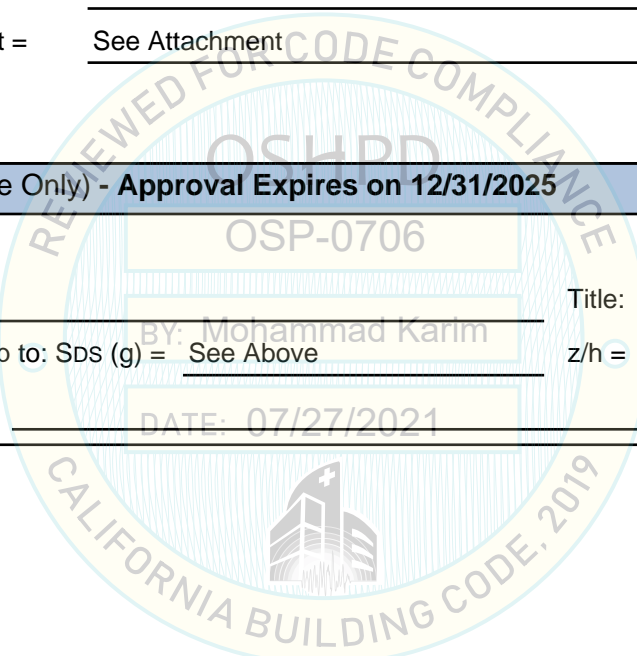 t = See Attachment
REVIEWED FOR CODE COMPLIANCE
OSHPD
e Only) - Approval Expires on 12/31/2025
OSP-0706
Title:
BY: Mohammad Karim
o to: SDS (g) = See Above z/h =
DATE: 07/27/2021
CALIFORNIA BUILDING CODE, 2019